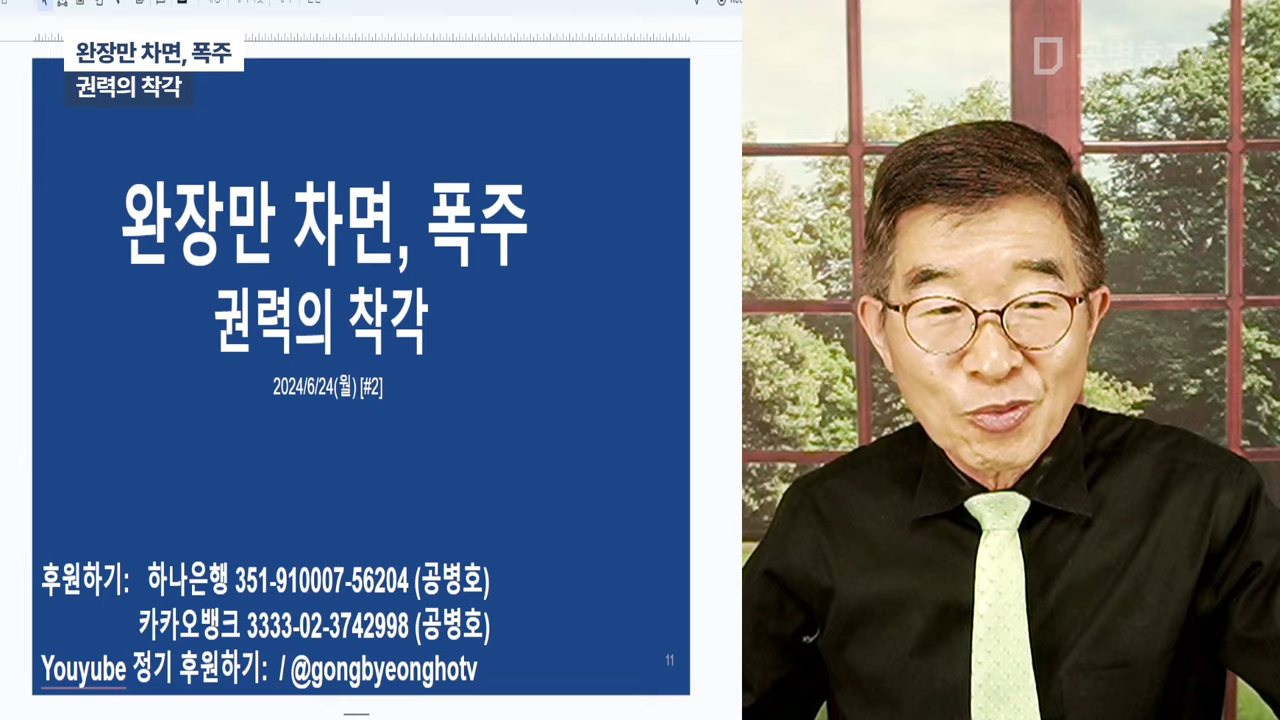 완장만 차면, 폭주
권력의 착각
공병호
완장만 차면, 폭주
권력의 착각
2024/6/24(월) [#2]
후원하기: 하나은행 351-910007-56204 (공병호)
카카오뱅크 3333-02-3742998 (공병호)
Youyube 정기 후원하기: / @gongbyeonghotv
11